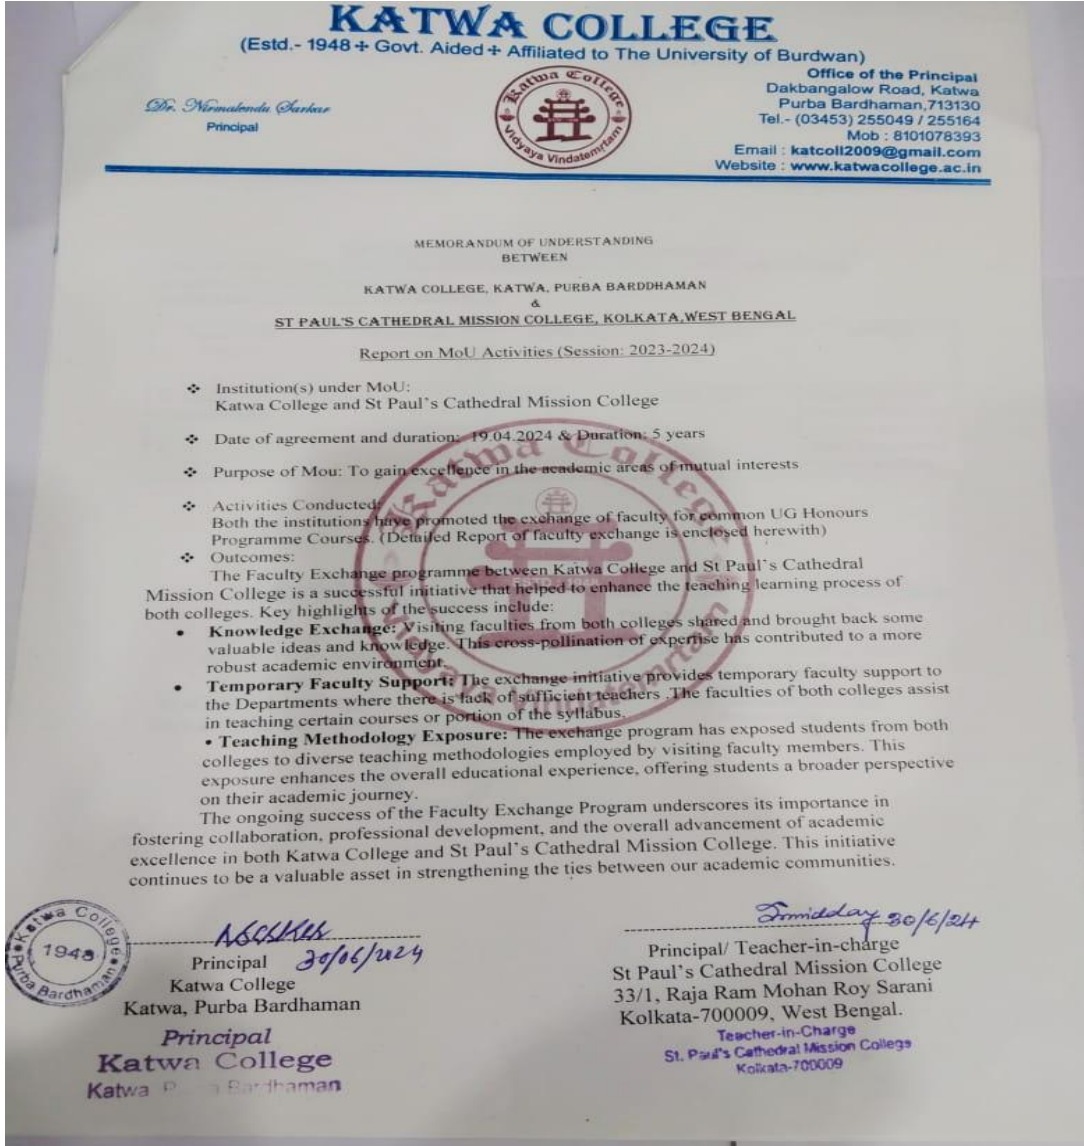 KATWA COLLEGE
(Estd.- 1948 + Govt. Aided + Affiliated to The University of Burdwan)
Dr. Nirmalendu Sarkar
Principal
Katwa College
Vidyaya Vindatemrtam
Office of the Principal
Dakbangalow Road, Katwa
Purba Bardhaman,713130
Tel.- (03453) 255049 / 255164
Mob : 8101078393
Email : katcoll2009@gmail.com
Website : www.katwacollege.ac.in
MEMORANDUM OF UNDERSTANDING
BETWEEN
KATWA COLLEGE, KATWA, PURBA BARDDHAMAN
&
ST PAUL'S CATHEDRAL MISSION COLLEGE, KOLKATA,WEST BENGAL
Report on MoU Activities (Session: 2023-2024)
❖ Institution(s) under MoU:
Katwa College and St Paul's Cathedral Mission College
❖ Date of agreement and duration: 19.04.2024 & Duration: 5 years
❖ Purpose of Mou: To gain excellence in the academic areas of mutual interests
❖ Activities Conducted:
Both the institutions have promoted the exchange of faculty for common UG Honours
Programme Courses. (Detailed Report of faculty exchange is enclosed herewith)
❖ Outcomes:
The Faculty Exchange programme between Katwa College and St Paul's Cathedral
Mission College is a successful initiative that helped to enhance the teaching learning process of
both colleges. Key highlights of the success include:
• Knowledge Exchange: Visiting faculties from both colleges shared and brought back some
valuable ideas and knowledge. This cross-pollination of expertise has contributed to a more
robust academic environment.
• Temporary Faculty Support: The exchange initiative provides temporary faculty support to
the Departments where there is lack of sufficient teachers .The faculties of both colleges assist
in teaching certain courses or portion of the syllabus.
• Teaching Methodology Exposure: The exchange program has exposed students from both
colleges to diverse teaching methodologies employed by visiting faculty members. This
exposure enhances the overall educational experience, offering students a broader perspective
on their academic journey.
The ongoing success of the Faculty Exchange Program underscores its importance in
fostering collaboration, professional development, and the overall advancement of academic
excellence in both Katwa College and St Paul's Cathedral Mission College. This initiative
continues to be a valuable asset in strengthening the ties between our academic communities.
Katwa College
ESTD. - 1948
Vidyaya Vindatemrtam
Katwa College
1948
Purba Bardhaman
30/06/2024
Principal
Katwa College
Katwa, Purba Bardhaman
Principal
Katwa College
Katwa Bardhaman
30/6/24
Principal/ Teacher-in-charge
St Paul's Cathedral Mission College
33/1, Raja Ram Mohan Roy Sarani
Kolkata-700009, West Bengal.
Teacher-in-Charge
St. Paul's Cathedral Mission College
Kolkata-700009